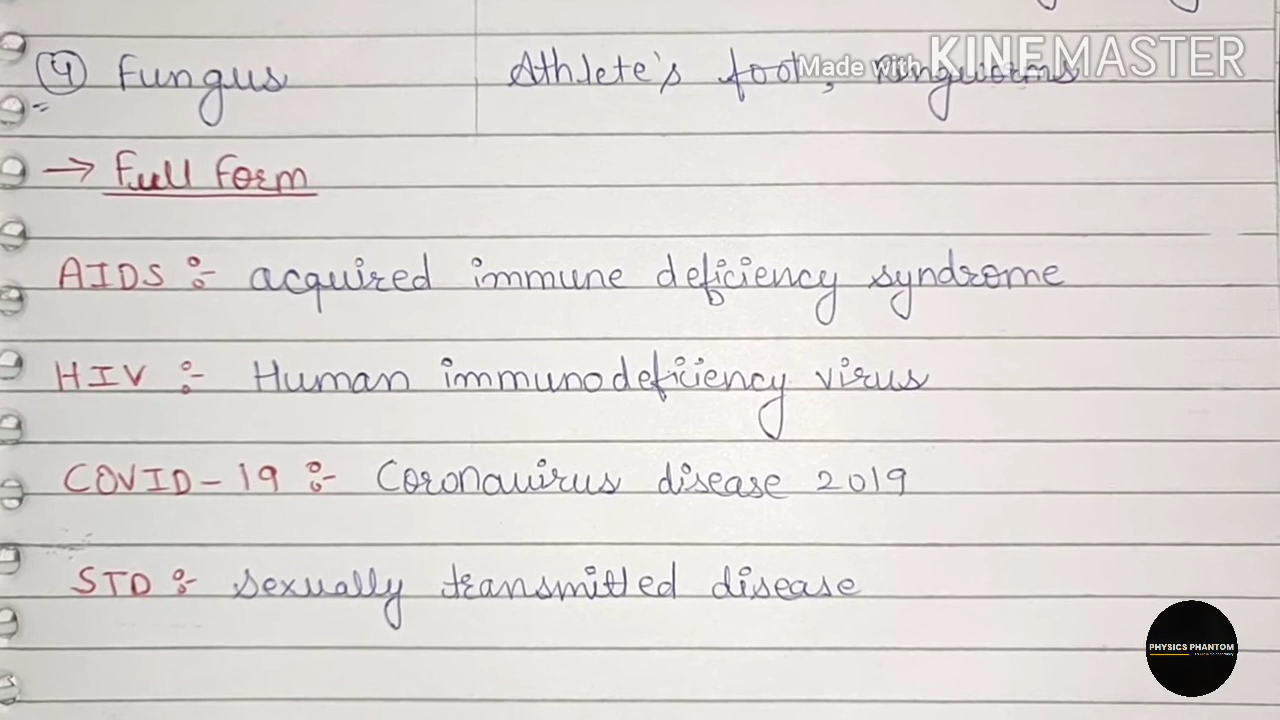 ④ Fungus Athlete's foot, Ringworms
Made with KINEMASTER
→ Full Form
AIDS :- acquired immune deficiency syndrome
HIV :- Human immunodeficiency virus
COVID-19 :- Coronavirus disease 2019
STD :- sexually transmitted disease
PHYSICS PHANTOM